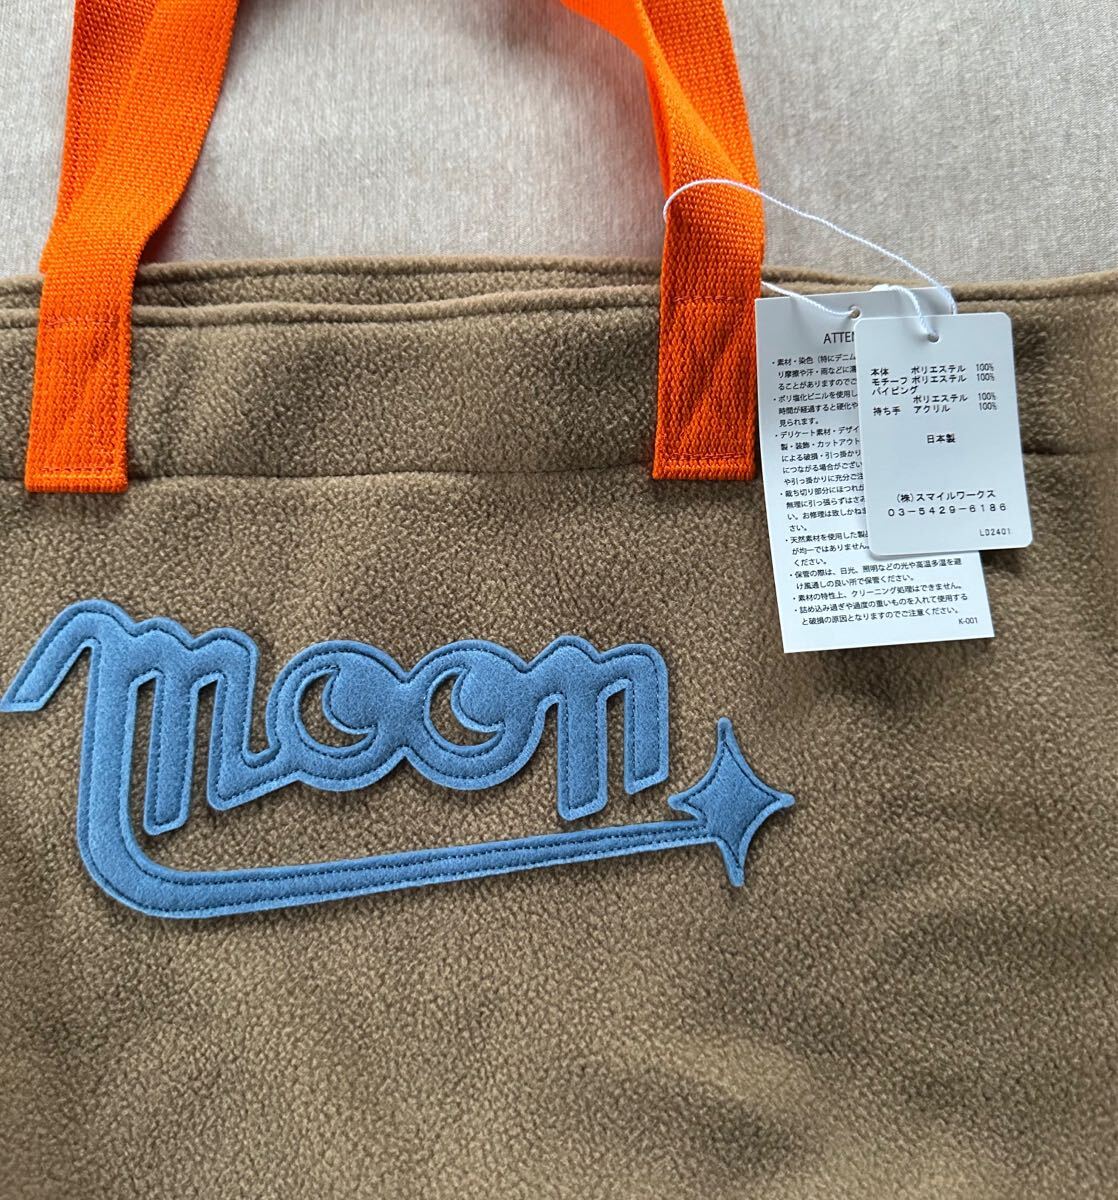 moon
ATTEN
・素材・染色（特にデニム
り摩擦や汗・雨などに濡
ることがありますのでご
・ポリ塩化ビニルを使用し
時間が経過すると硬化や
見られます。
・デリケート素材・デザイ
製・装飾・カットアウト
による破損・引っ掛かり
につながる場合がござい
や引っ掛かりに充分ご注
・裁ち切り部分にほつれが
無理に引っ張らずはさみ
い。お修理は致しかね
さい。
・天然素材を使用した製品
が均一ではありません。
ください。
・保管の際は、日光、照明などの光や高温多湿を避
け風通しの良い所で保管ください。
・素材の特性上、クリーニング処理はできません。
・詰め込み過ぎや過度の重いものを入れて使用する
と破損の原因となりますのでご注意ください。
K-001
本体 ポリエステル 100%
モチーフ ポリエステル 100%
パイピング
ポリエステル 100%
持ち手 アクリル 100%
日本製
（株）スマイルワークス
03-5429-6186
LD2401